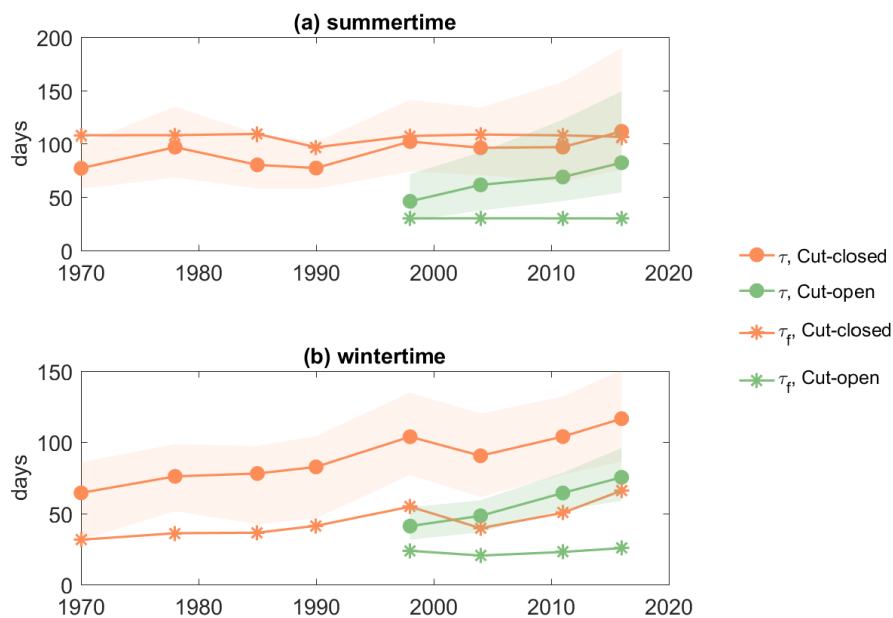 (a) summertime
200
150
100
50
0
days
1970 1980 1990 2000 2010 2020
(b) wintertime
150
100
50
0
days
1970 1980 1990 2000 2010 2020
τ, Cut-closed
τ, Cut-open
τf, Cut-closed
τf, Cut-open